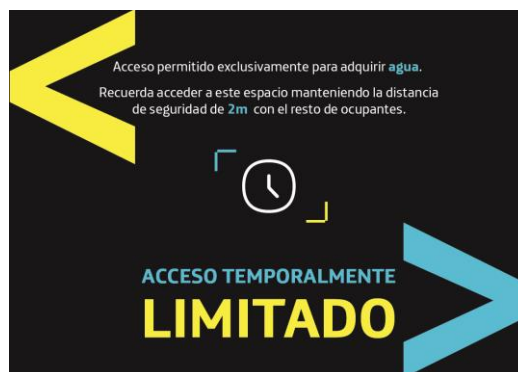 Acceso permitido exclusivamente para adquirir agua.
Recuerda acceder a este espacio manteniendo la distancia
de seguridad de 2m con el resto de ocupantes.
ACCESO TEMPORALMENTE
LIMITADO